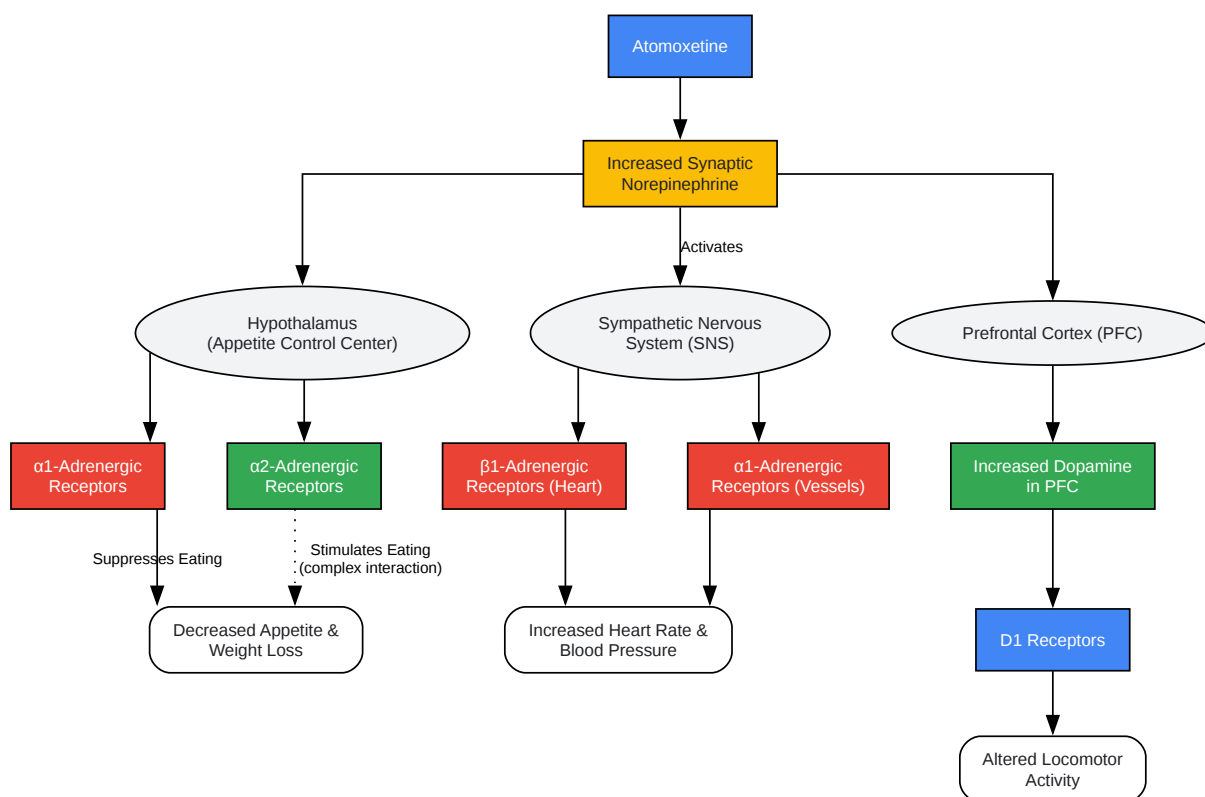 Atomoxetine
Increased Synaptic
Norepinephrine
Activates
Hypothalamus
(Appetite Control Center)
Sympathetic Nervous
System (SNS)
Prefrontal Cortex (PFC)
α1-Adrenergic
Receptors
α2-Adrenergic
Receptors
β1-Adrenergic
Receptors (Heart)
α1-Adrenergic
Receptors (Vessels)
Increased Dopamine
in PFC
Suppresses Eating
Stimulates Eating
(complex interaction)
Decreased Appetite &
Weight Loss
Increased Heart Rate &
Blood Pressure
D1 Receptors
Altered Locomotor
Activity